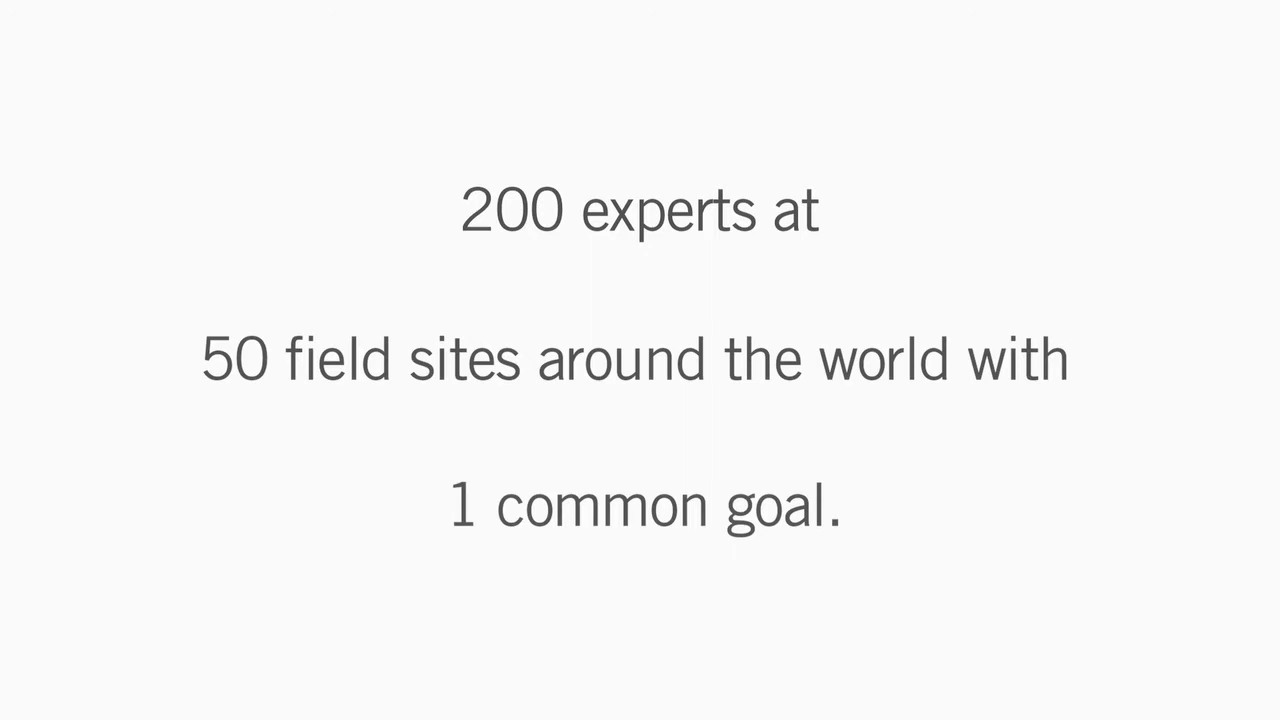 200 experts at
50 field sites around the world with
1 common goal.